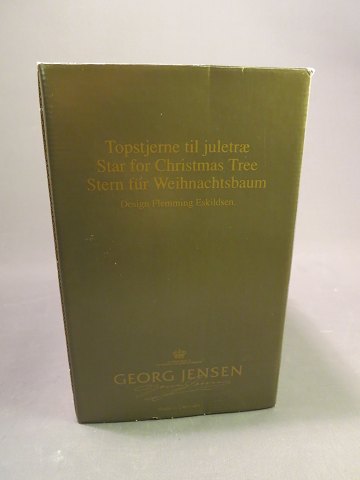 Topstjerne til juletræ
Star for Christmas Tree
Stern für Weihnachtsbaum
Design Flemming Eskildsen.
GEORG JENSEN